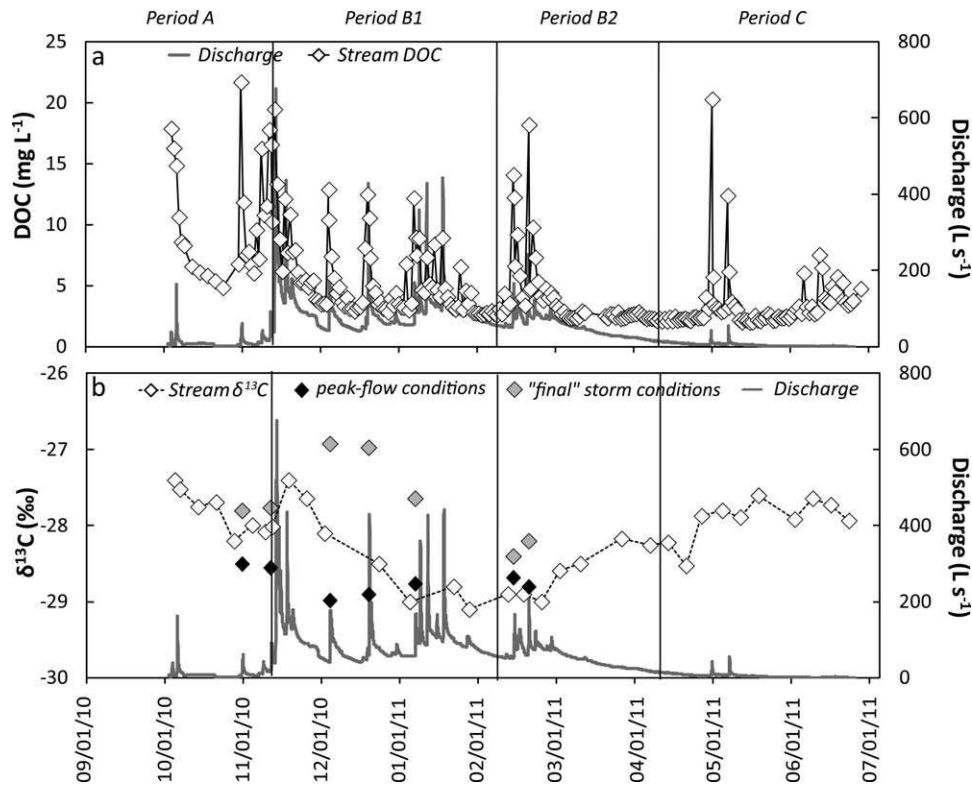 Period A Period B1 Period B2 Period C
a
Discharge Stream DOC
DOC (mg L⁻¹)
25
20
15
10
5
0
Discharge (L s⁻¹)
800
600
400
200
0
b
Stream δ¹³C peak-flow conditions "final" storm conditions Discharge
δ¹³C (‰)
-26
-27
-28
-29
-30
Discharge (L s⁻¹)
800
600
400
200
0
09/01/10 10/01/10 11/01/10 12/01/10 01/01/11 02/01/11 03/01/11 04/01/11 05/01/11 06/01/11 07/01/11